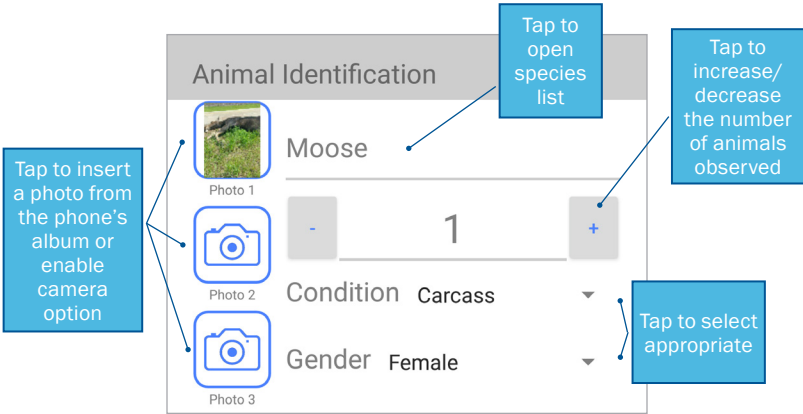 Tap to
open
species
list
Tap to
increase/
decrease
the number
of animals
observed
Animal Identification
Tap to insert
a photo from
the phone's
album or
enable
camera
option
Photo 1
Moose
- 1 +
Photo 2
Condition Carcass
Tap to select
appropriate
Gender Female
Photo 3